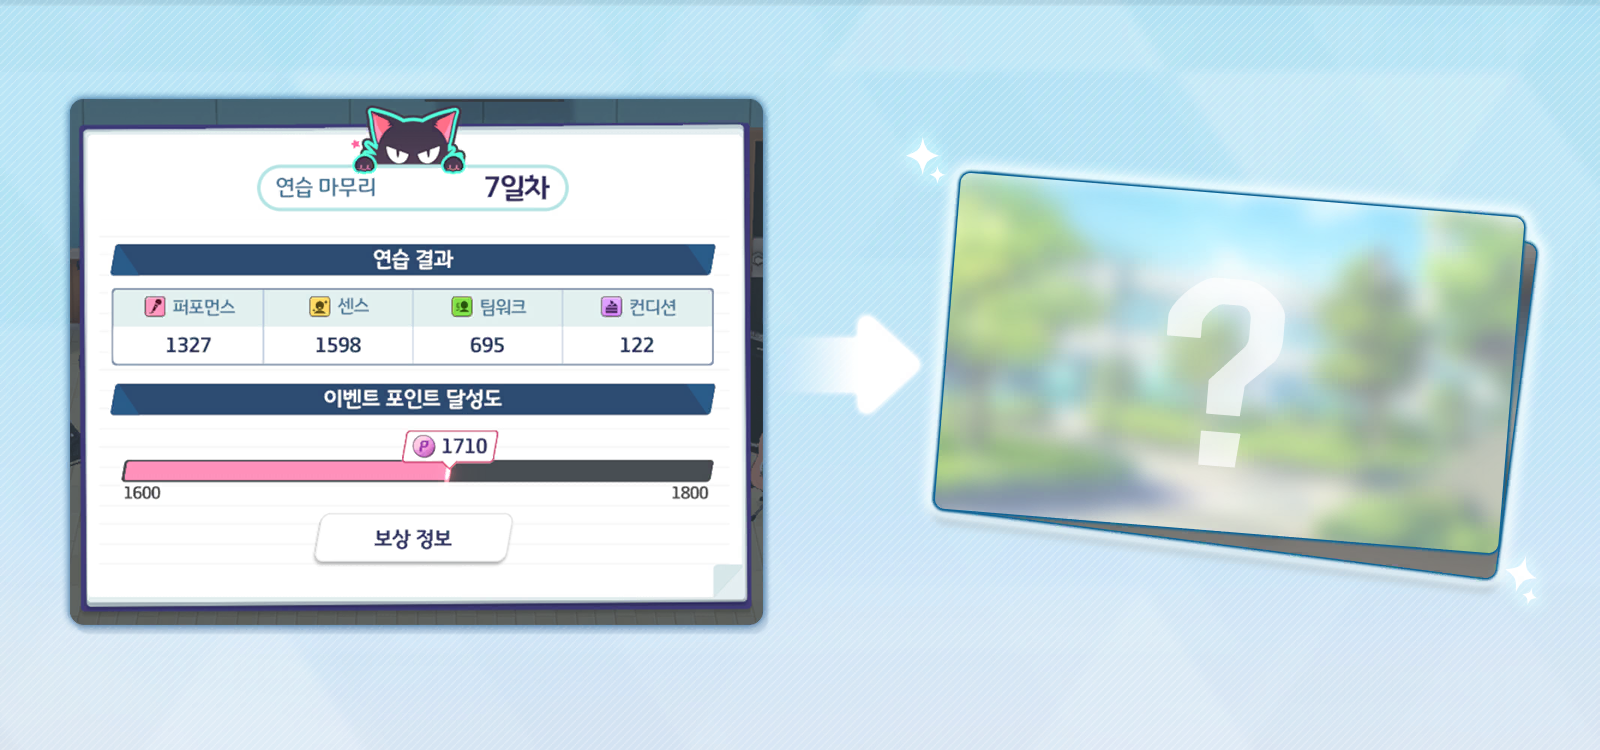 연습 마무리 7일차
연습 결과
퍼포먼스 센스 팀워크 컨디션
1327 1598 695 122
이벤트 포인트 달성도
P 1710
1600 1800
보상 정보
?